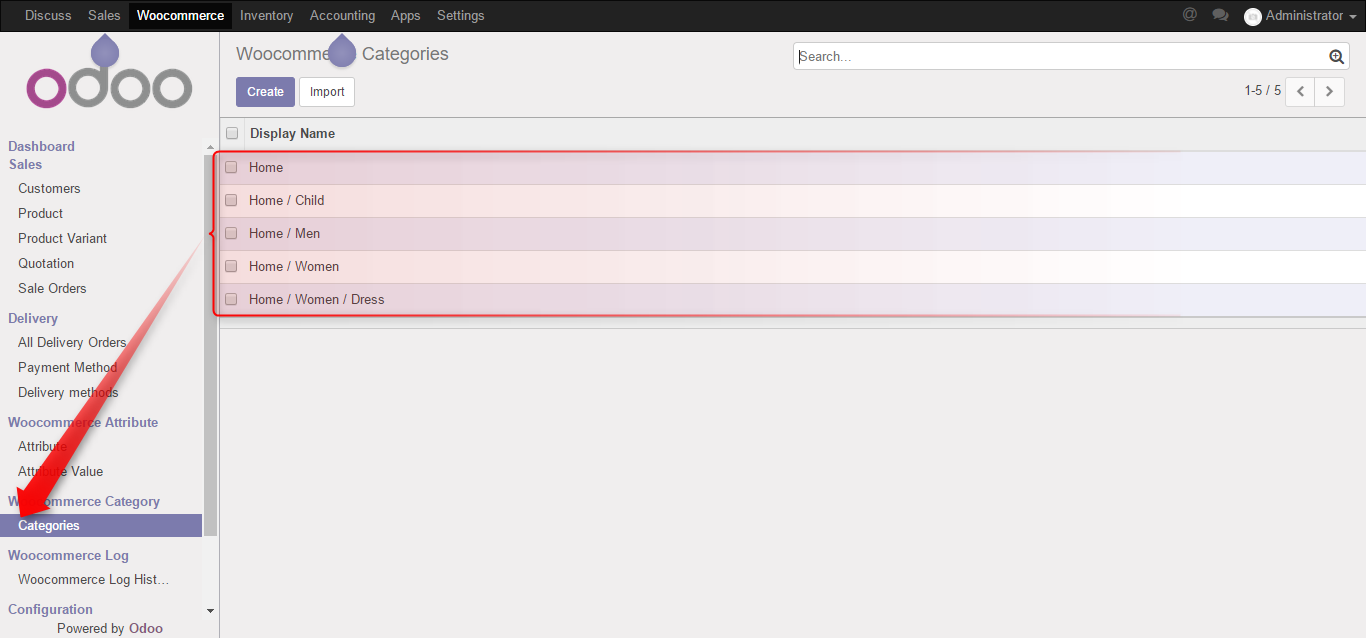 Discuss Sales Woocommerce Inventory Accounting Apps Settings @ Administrator
odoo
Woocomme Categories
Search...
Create Import
1-5 / 5
Dashboard
Sales
Customers
Product
Product Variant
Quotation
Sale Orders
Delivery
All Delivery Orders
Payment Method
Delivery methods
Woocommerce Attribute
Attribute
Attribute Value
Woocommerce Category
Categories
Woocommerce Log
Woocommerce Log Hist...
Configuration
Powered by Odoo
Display Name
Home
Home / Child
Home / Men
Home / Women
Home / Women / Dress